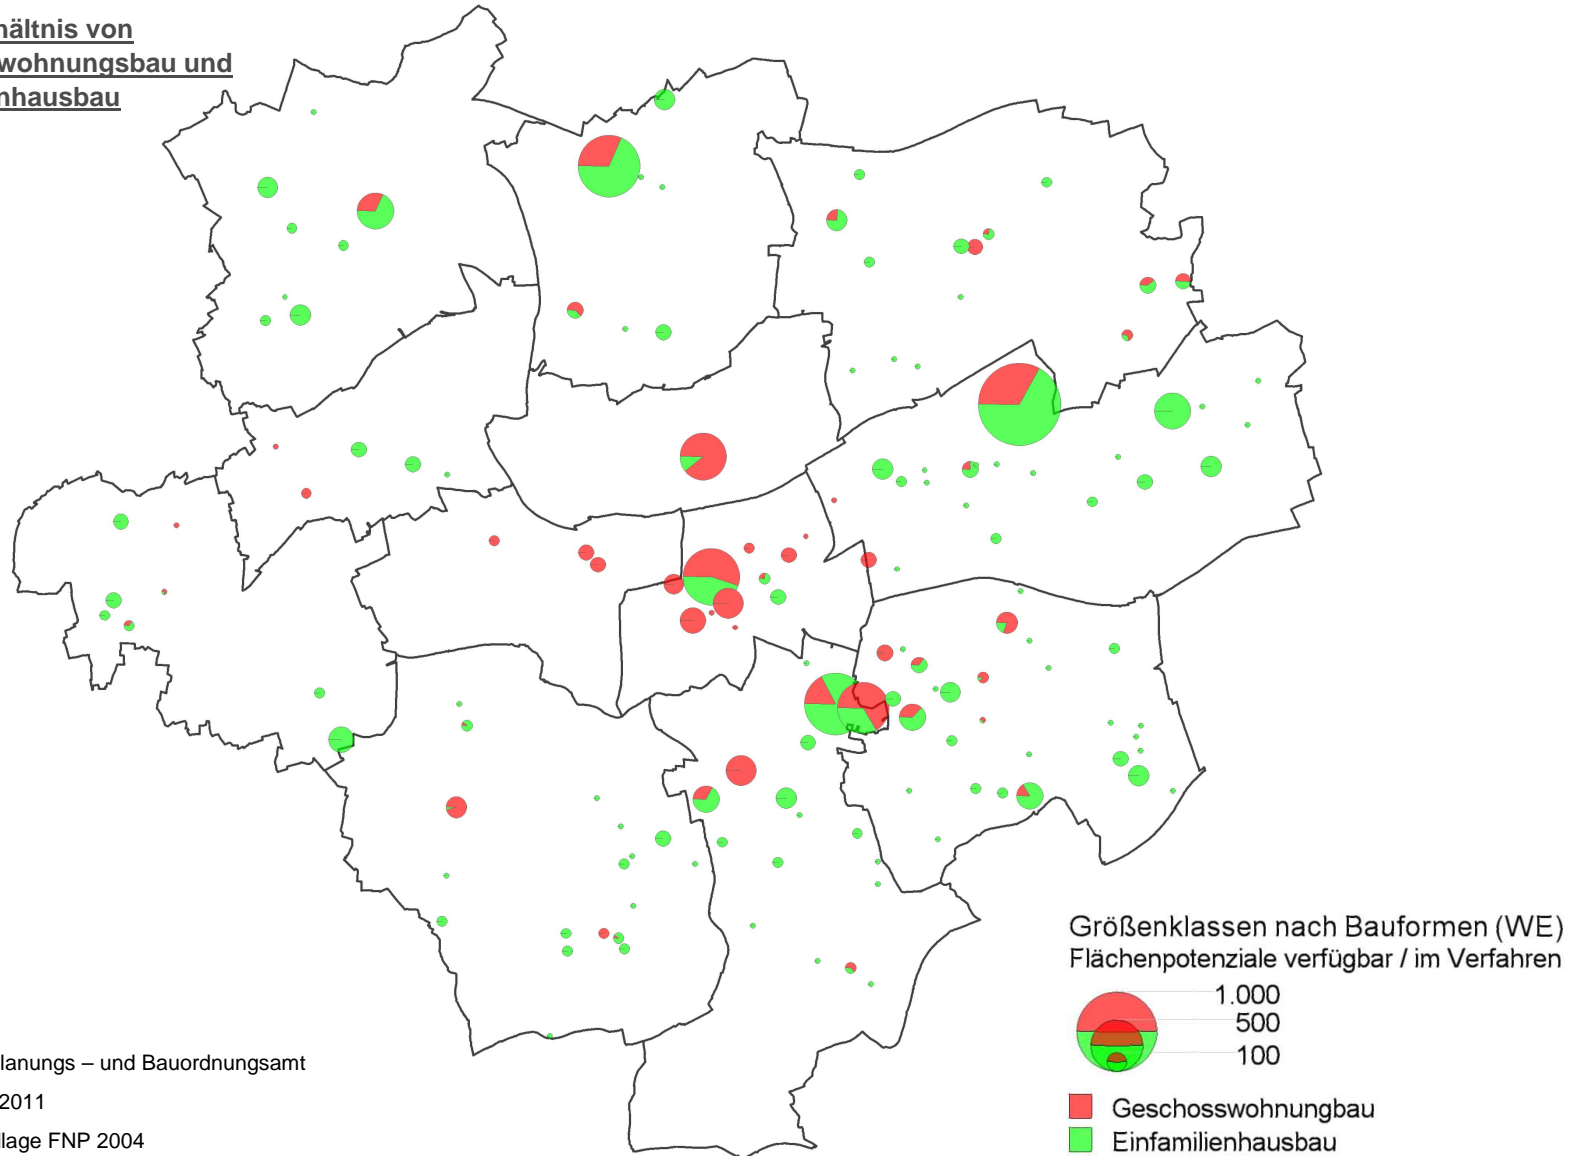 hältnis von
wohnungsbau und
nhausbau
Größenklassen nach Bauformen (WE)
Flächenpotenziale verfügbar / im Verfahren
1.000
500
100
Geschosswohnungbau
Einfamilienhausbau
lanungs – und Bauordnungsamt
2011
llage FNP 2004